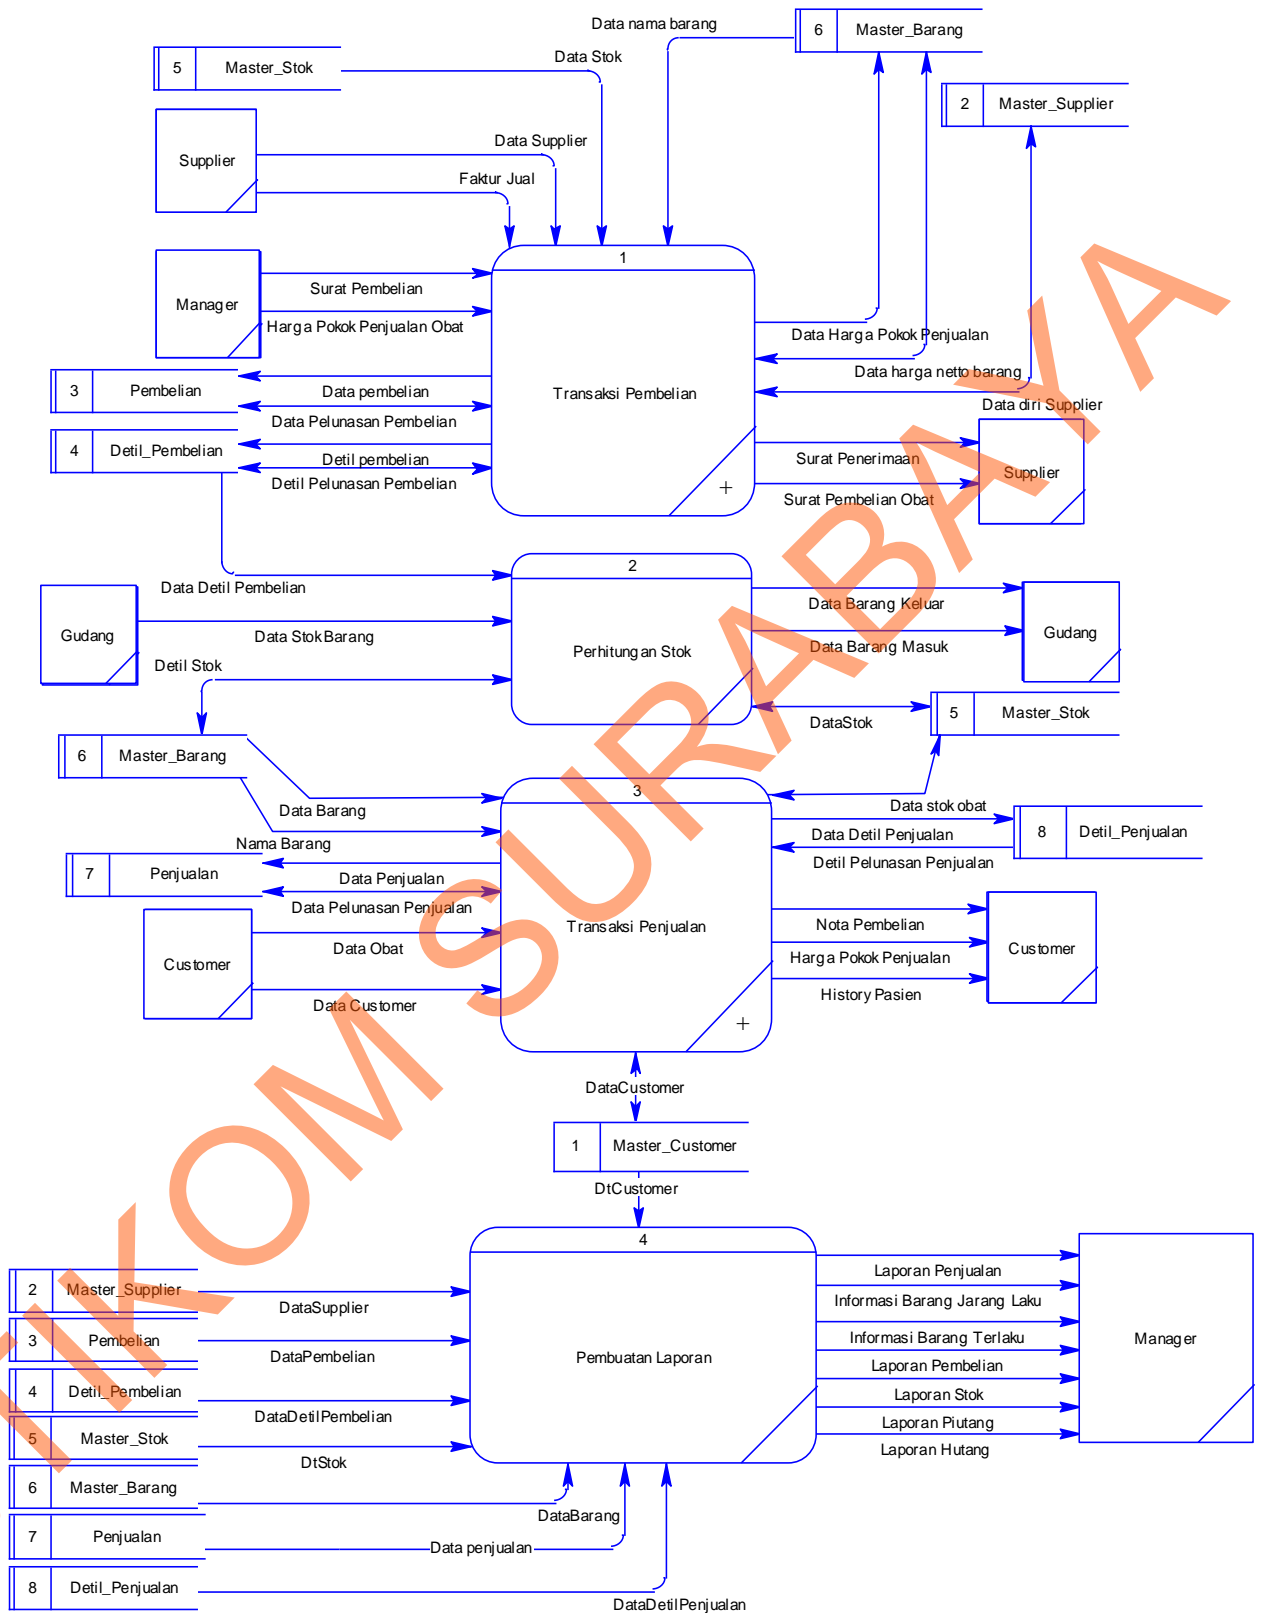 Data nama barang
6 Master_Barang
Data Stok
5 Master_Stok
2 Master_Supplier
Supplier
Data Supplier
Faktur Jual
1
Manager
Surat Pembelian
Harga Pokok Penjualan Obat
Transaksi Pembelian
Data Harga Pokok Penjualan
Data harga netto barang
Data diri Supplier
3 Pembelian
Data pembelian
Data Pelunasan Pembelian
4 Detil_Pembelian
Detil pembelian
Detil Pelunasan Pembelian
Surat Penerimaan
Supplier
Surat Pembelian Obat
+
2
Data Detil Pembelian
Gudang
Data Stok Barang
Perhitungan Stok
Data Barang Keluar
Data Barang Masuk
Gudang
Detil Stok
DataStok
5 Master_Stok
6 Master_Barang
3
Data Barang
Nama Barang
Data stok obat
Data Detil Penjualan
Detil Pelunasan Penjualan
8 Detil_Penjualan
7 Penjualan
Data Penjualan
Data Pelunasan Penjualan
Transaksi Penjualan
Customer
Data Obat
Data Customer
Nota Pembelian
Harga Pokok Penjualan
History Pasien
Customer
+
DataCustomer
1 Master_Customer
DtCustomer
4
2 Master_Supplier
DataSupplier
3 Pembelian
DataPembelian
4 Detil_Pembelian
DataDetilPembelian
5 Master_Stok
DtStok
6 Master_Barang
DataBarang
7 Penjualan
Data penjualan
8 Detil_Penjualan
DataDetilPenjualan
Pembuatan Laporan
Laporan Penjualan
Informasi Barang Jarang Laku
Informasi Barang Terlaku
Laporan Pembelian
Laporan Stok
Laporan Piutang
Laporan Hutang
Manager
TIKOM SURABAYA